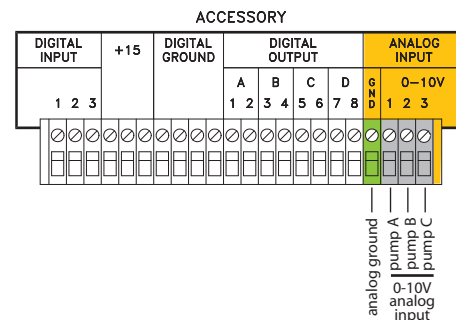 ACCESSORY
DIGITAL INPUT
+15
DIGITAL GROUND
DIGITAL OUTPUT
ANALOG INPUT
A B C D
GND
0–10V
1 2 3
1 2 3 4 5 6 7 8
1 2 3
analog ground
pump A
pump B
pump C
0-10V
analog
input